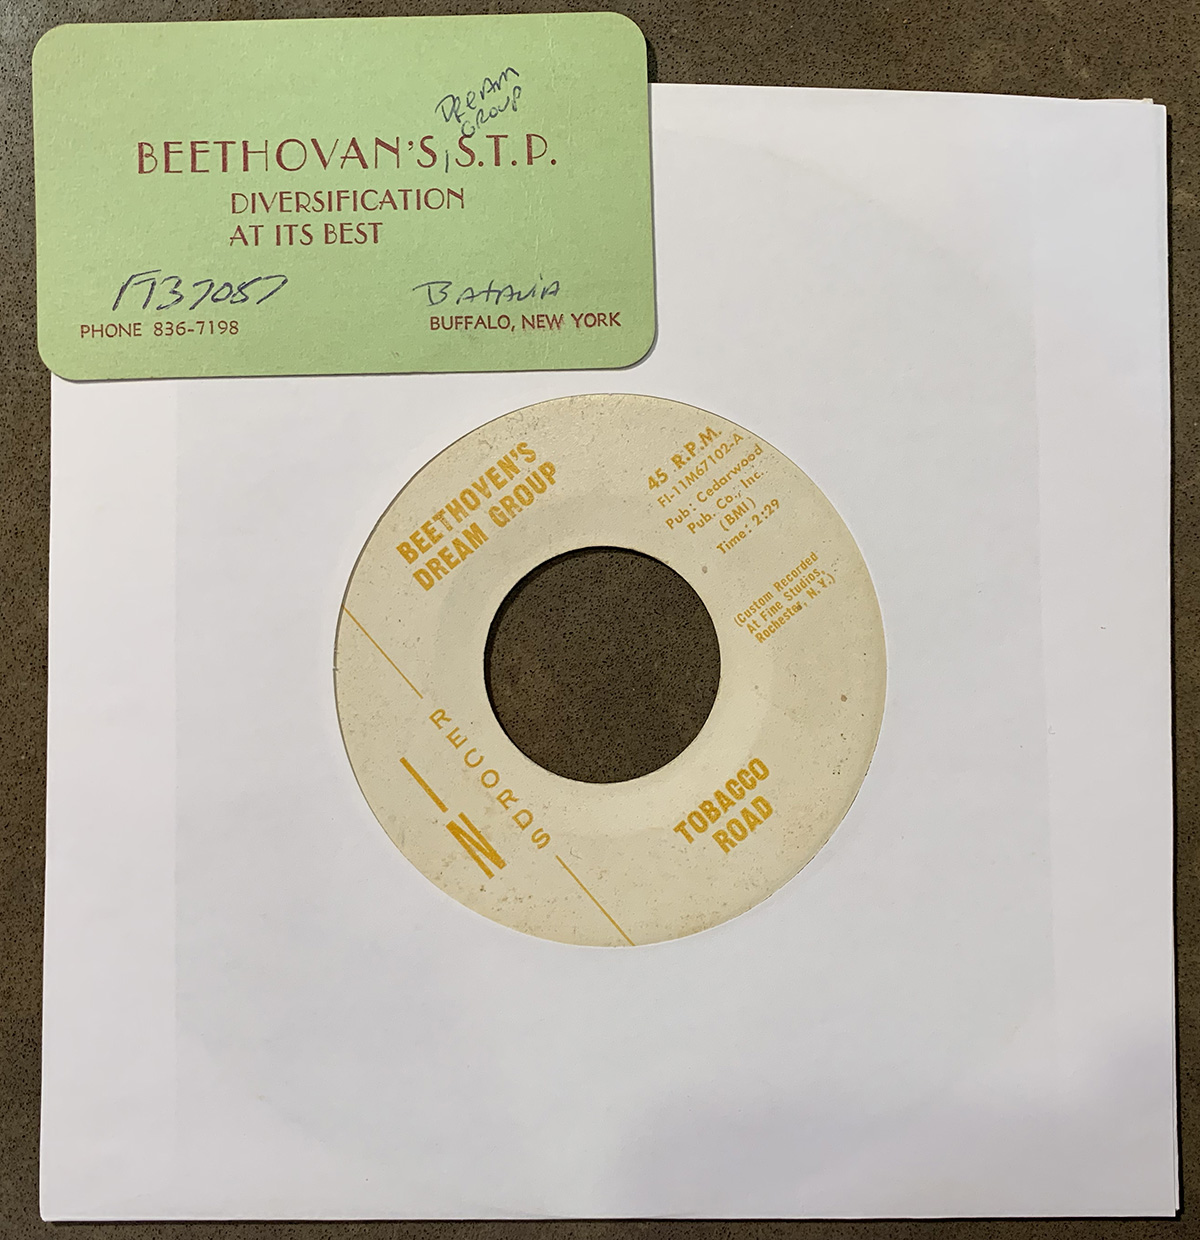 DREAM
GROUP
BEETHOVAN'S, S.T.P.
DIVERSIFICATION
AT ITS BEST
BATAVIA
PHONE 836-7198
BUFFALO, NEW YORK
BEETHOVEN'S
DREAM GROUP
45 R.P.M.
FI-11M67102-A
Pub: Cedarwood
Pub. Co., Inc.
(BMI)
Time: 2:29
(Custom Recorded
At Fine Studios,
Rochester, N.Y.)
RECORDS
TOBACCO
ROAD